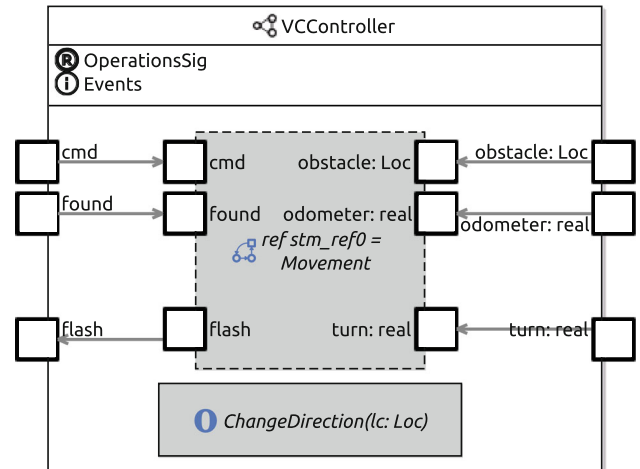 VCController
R OperationsSig
i Events
cmd
cmd
obstacle: Loc
obstacle: Loc
found
found
odometer: real
odometer: real
ref stm_ref0 =
Movement
flash
flash
turn: real
turn: real
O ChangeDirection(lc: Loc)